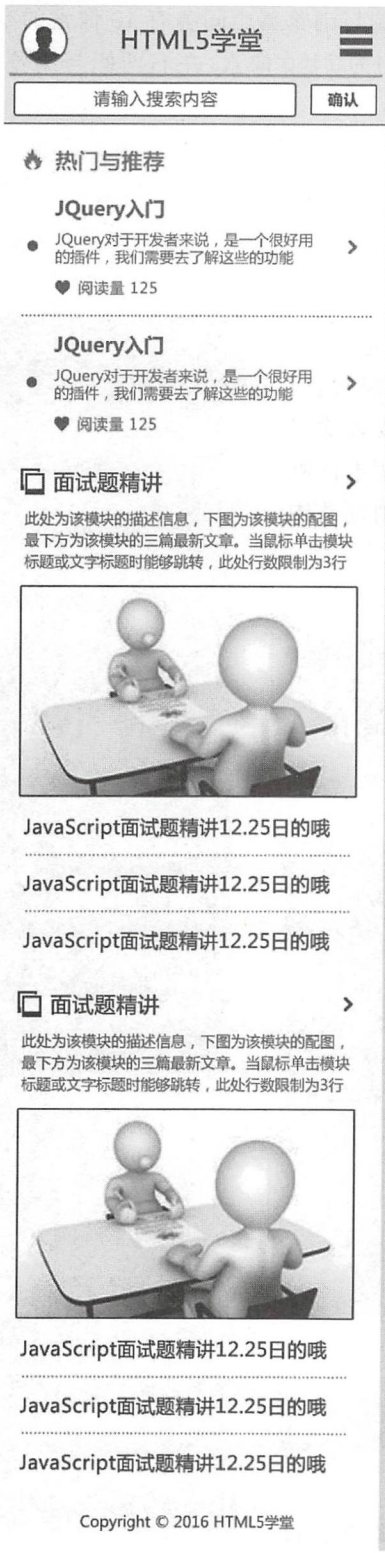 HTML5学堂
请输入搜索内容 确认
热门与推荐
JQuery入门
JQuery对于开发者来说，是一个很好用
的插件，我们需要去了解这些的功能
阅读量 125
JQuery入门
JQuery对于开发者来说，是一个很好用
的插件，我们需要去了解这些的功能
阅读量 125
面试题精讲
此处为该模块的描述信息，下图为该模块的配图，
最下方为该模块的三篇最新文章。当鼠标单击模块
标题或文字标题时能够跳转，此处行数限制为3行
JavaScript面试题精讲12.25日的哦
JavaScript面试题精讲12.25日的哦
JavaScript面试题精讲12.25日的哦
面试题精讲
此处为该模块的描述信息，下图为该模块的配图，
最下方为该模块的三篇最新文章。当鼠标单击模块
标题或文字标题时能够跳转，此处行数限制为3行
JavaScript面试题精讲12.25日的哦
JavaScript面试题精讲12.25日的哦
JavaScript面试题精讲12.25日的哦
Copyright © 2016 HTML5学堂